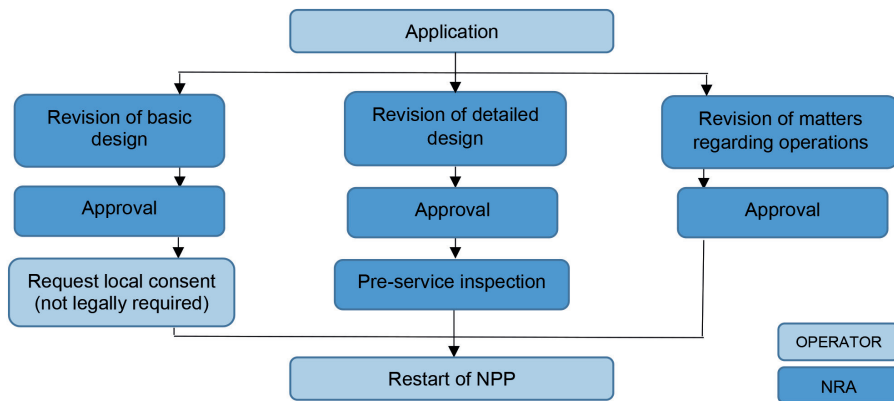 Application
Revision of basic
design
Revision of detailed
design
Revision of matters
regarding operations
Approval
Approval
Approval
Request local consent
(not legally required)
Pre-service inspection
Restart of NPP
OPERATOR
NRA